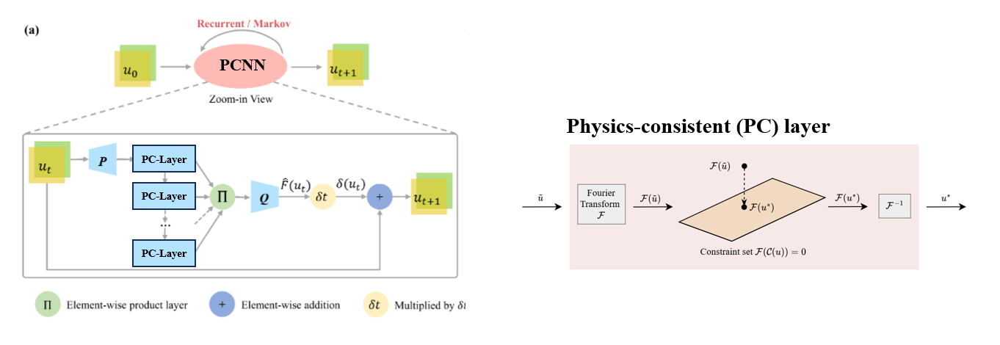 (a)
Recurrent / Markov
u₀
PCNN
uₜ₊₁
Zoom-in View
uₜ
P
PC-Layer
PC-Layer
...
PC-Layer
Π
Q
F̂(uₜ)
δt
δ(uₜ)
+
uₜ₊₁
Π Element-wise product layer
+ Element-wise addition
δt Multiplied by δt
Physics-consistent (PC) layer
ũ
Fourier
Transform
ℱ
ℱ(ũ)
ℱ(ũ)
ℱ(u*)
Constraint set ℱ(𝒞(u)) = 0
ℱ(u*)
ℱ⁻¹
u*